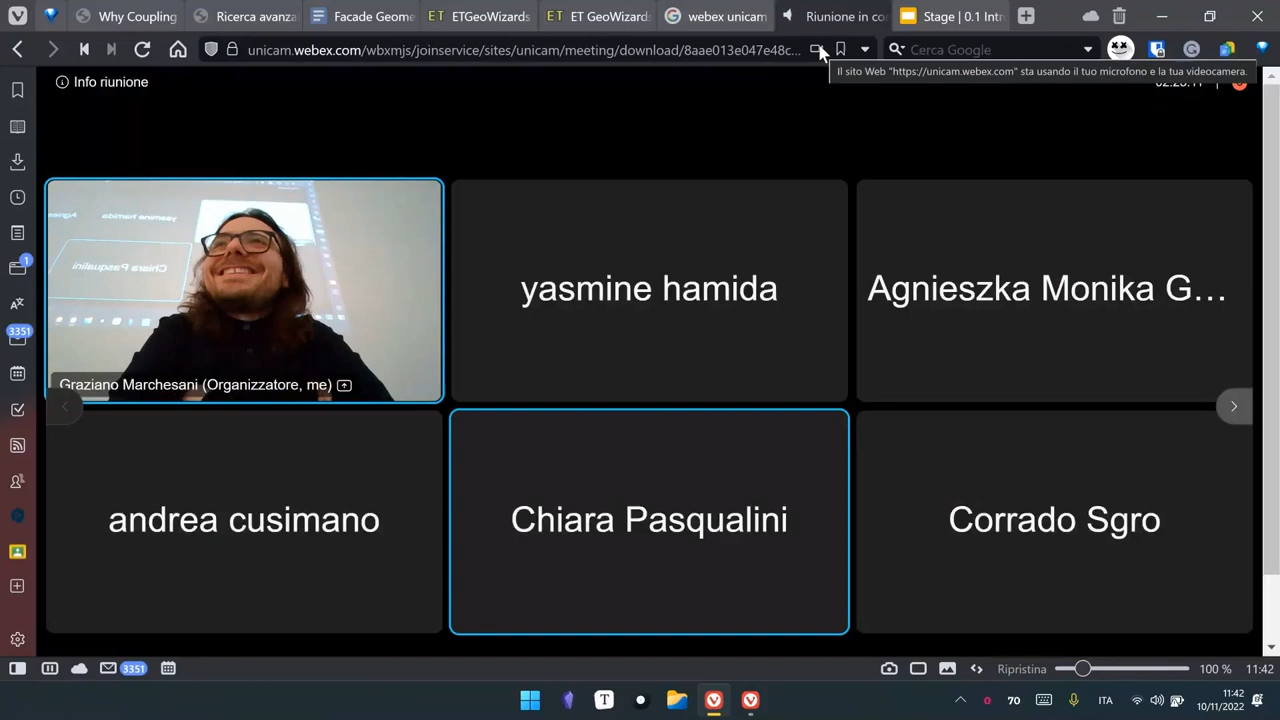 Why Coupling
Ricerca avanza
Facade Geome
ET
ETGeoWizards
ET
ET GeoWizard
webex unicam
Riunione in co
Stage | 0.1 Intr
unicam.webex.com/wbxmjs/joinservice/sites/unicam/meeting/download/8aae013e047e48c...
Cerca Google
Il sito Web "https://unicam.webex.com" sta usando il tuo microfono e la tua videocamera.
Info riunione
yasmine hamida
Chiara Pasqualini
Graziano Marchesani (Organizzatore, me)
yasmine hamida
Agnieszka Monika G...
andrea cusimano
Chiara Pasqualini
Corrado Sgro
1
3351
3351
Ripristina
100 %
11:42
T
0
70
ITA
11:42
10/11/2022